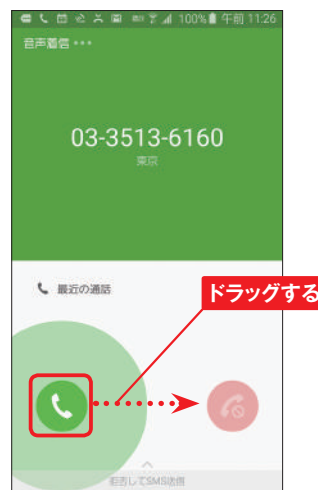 100% 午前 11:26
音声着信
03-3513-6160
東京
最近の通話
ドラッグする
拒否してSMS送信